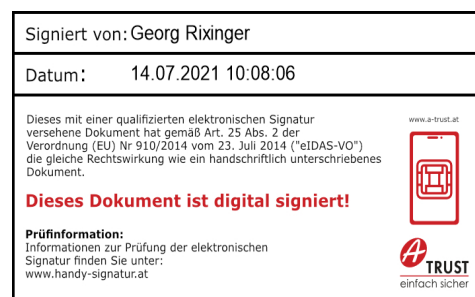 Signiert von: Georg Rixinger
Datum: 14.07.2021 10:08:06
Dieses mit einer qualifizierten elektronischen Signatur
versehene Dokument hat gemäß Art. 25 Abs. 2 der
Verordnung (EU) Nr 910/2014 vom 23. Juli 2014 ("eIDAS-VO")
die gleiche Rechtswirkung wie ein handschriftlich unterschriebenes
Dokument.
Dieses Dokument ist digital signiert!
Prüfinformation:
Informationen zur Prüfung der elektronischen
Signatur finden Sie unter:
www.handy-signatur.at
www.a-trust.at
A TRUST
einfach sicher